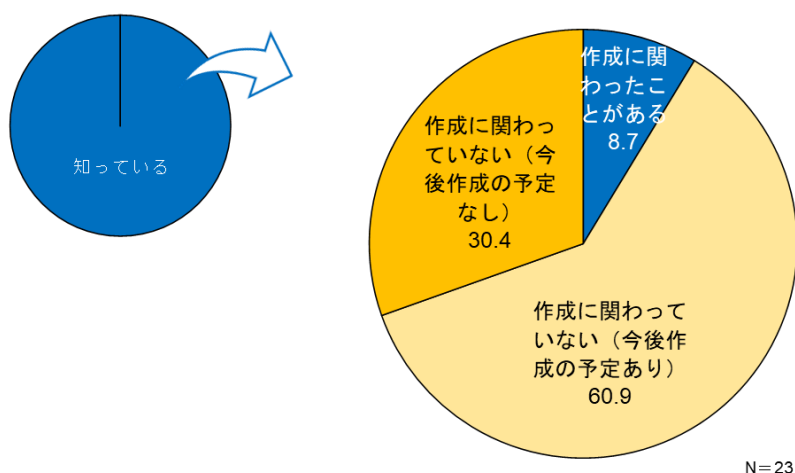 知っている
作成に関
わったこ
とがある
8.7
作成に関わって
いない（今後作
成の予定あり）
60.9
作成に関わっ
ていない（今
後作成の予定
なし）
30.4
N＝23